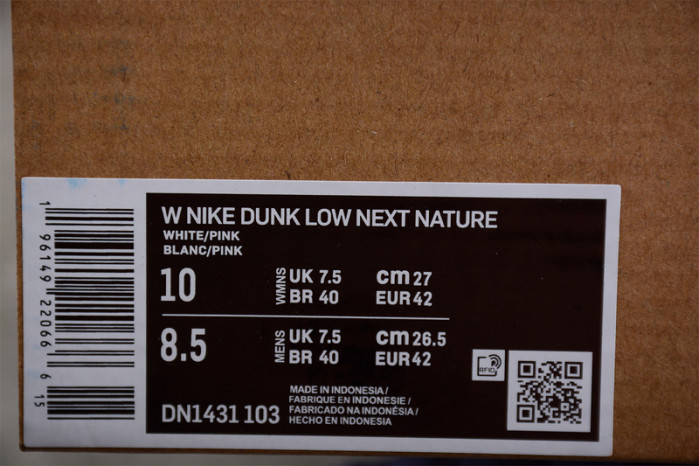 W NIKE DUNK LOW NEXT NATURE
WHITE/PINK
BLANC/PINK
10 WMNS UK 7.5 cm 27
BR 40 EUR 42
8.5 MENS UK 7.5 cm 26.5
BR 40 EUR 42
MADE IN INDONESIA /
FABRIQUE EN INDONESIE /
FABRICADO NA INDONÉSIA /
HECHO EN INDONESIA
DN1431 103
RFID
1 96149 22066 6 15